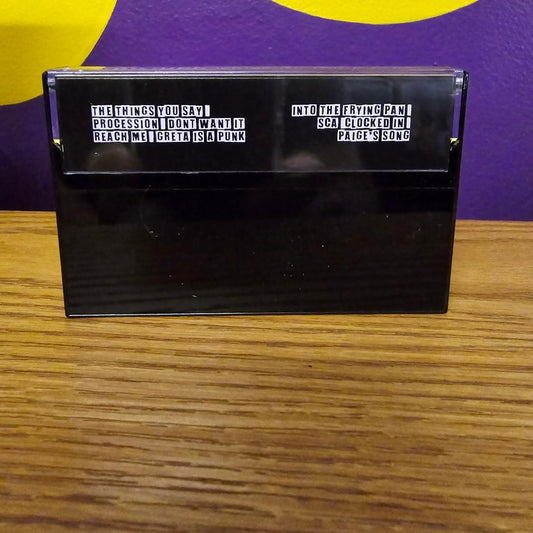 THE THINGS YOU SAY |
PROCESSION | DONT WANT IT
REACH ME | GRETA IS A PUNK
INTO THE FRYING PAN |
SCA | CLOCKED IN |
PAIGE'S SONG